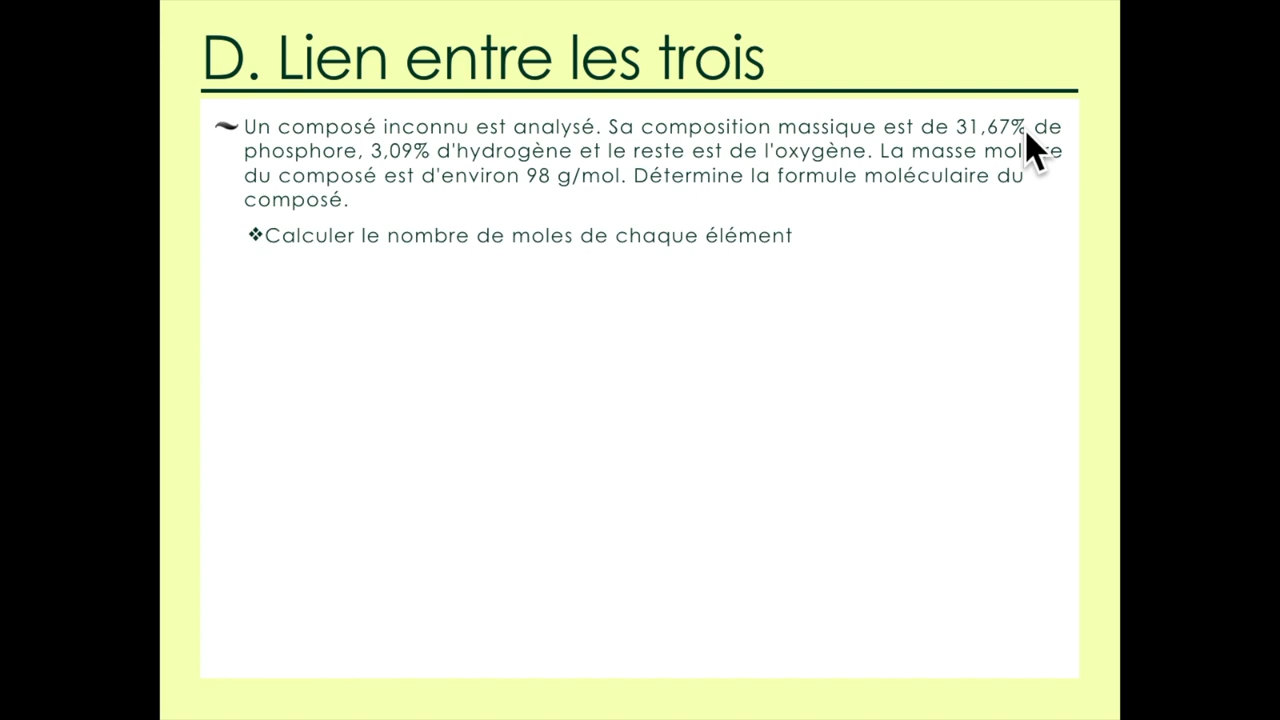 D. Lien entre les trois
Un composé inconnu est analysé. Sa composition massique est de 31,67% de
phosphore, 3,09% d'hydrogène et le reste est de l'oxygène. La masse molaire
du composé est d'environ 98 g/mol. Détermine la formule moléculaire du
composé.
❖Calculer le nombre de moles de chaque élément